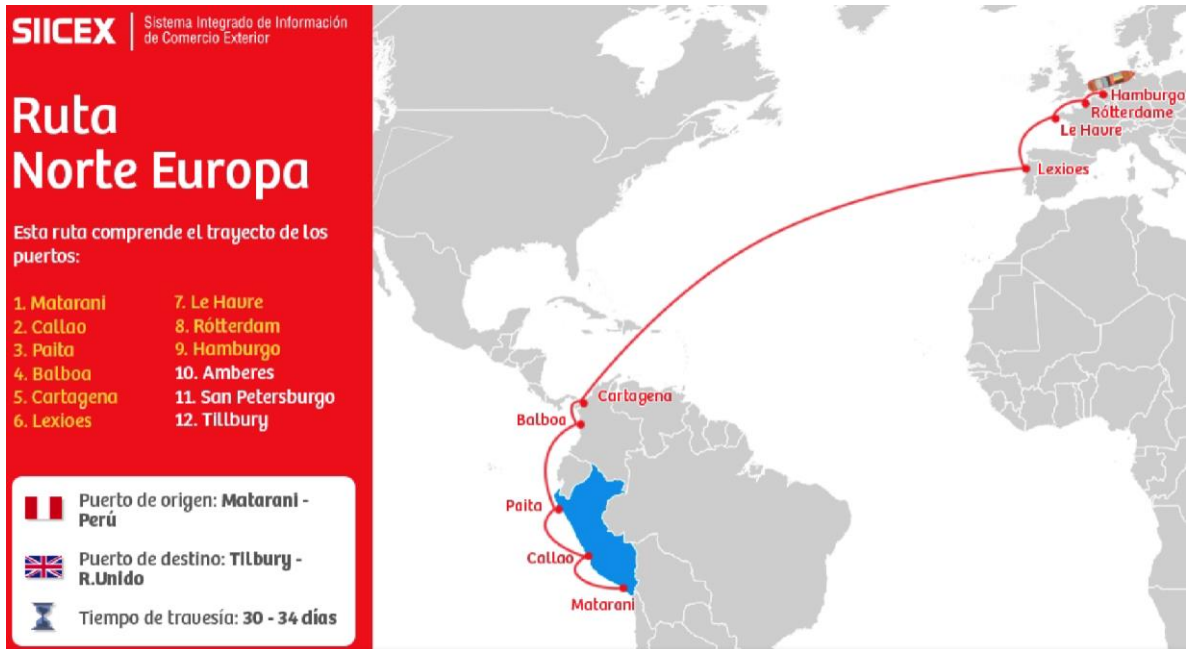 SIICEX
Sistema Integrado de Información
de Comercio Exterior
Ruta
Norte Europa
Esta ruta comprende el trayecto de los
puertos:
1. Matarani
2. Callao
3. Paita
4. Balboa
5. Cartagena
6. Lexioes
7. Le Havre
8. Rótterdam
9. Hamburgo
10. Amberes
11. San Petersburgo
12. Tillbury
Puerto de origen: Matarani -
Perú
Puerto de destino: Tilbury -
R.Unido
Tiempo de travesía: 30 - 34 días
Hamburgo
Rótterdame
Le Havre
Lexioes
Cartagena
Balboa
Paita
Callao
Matarani